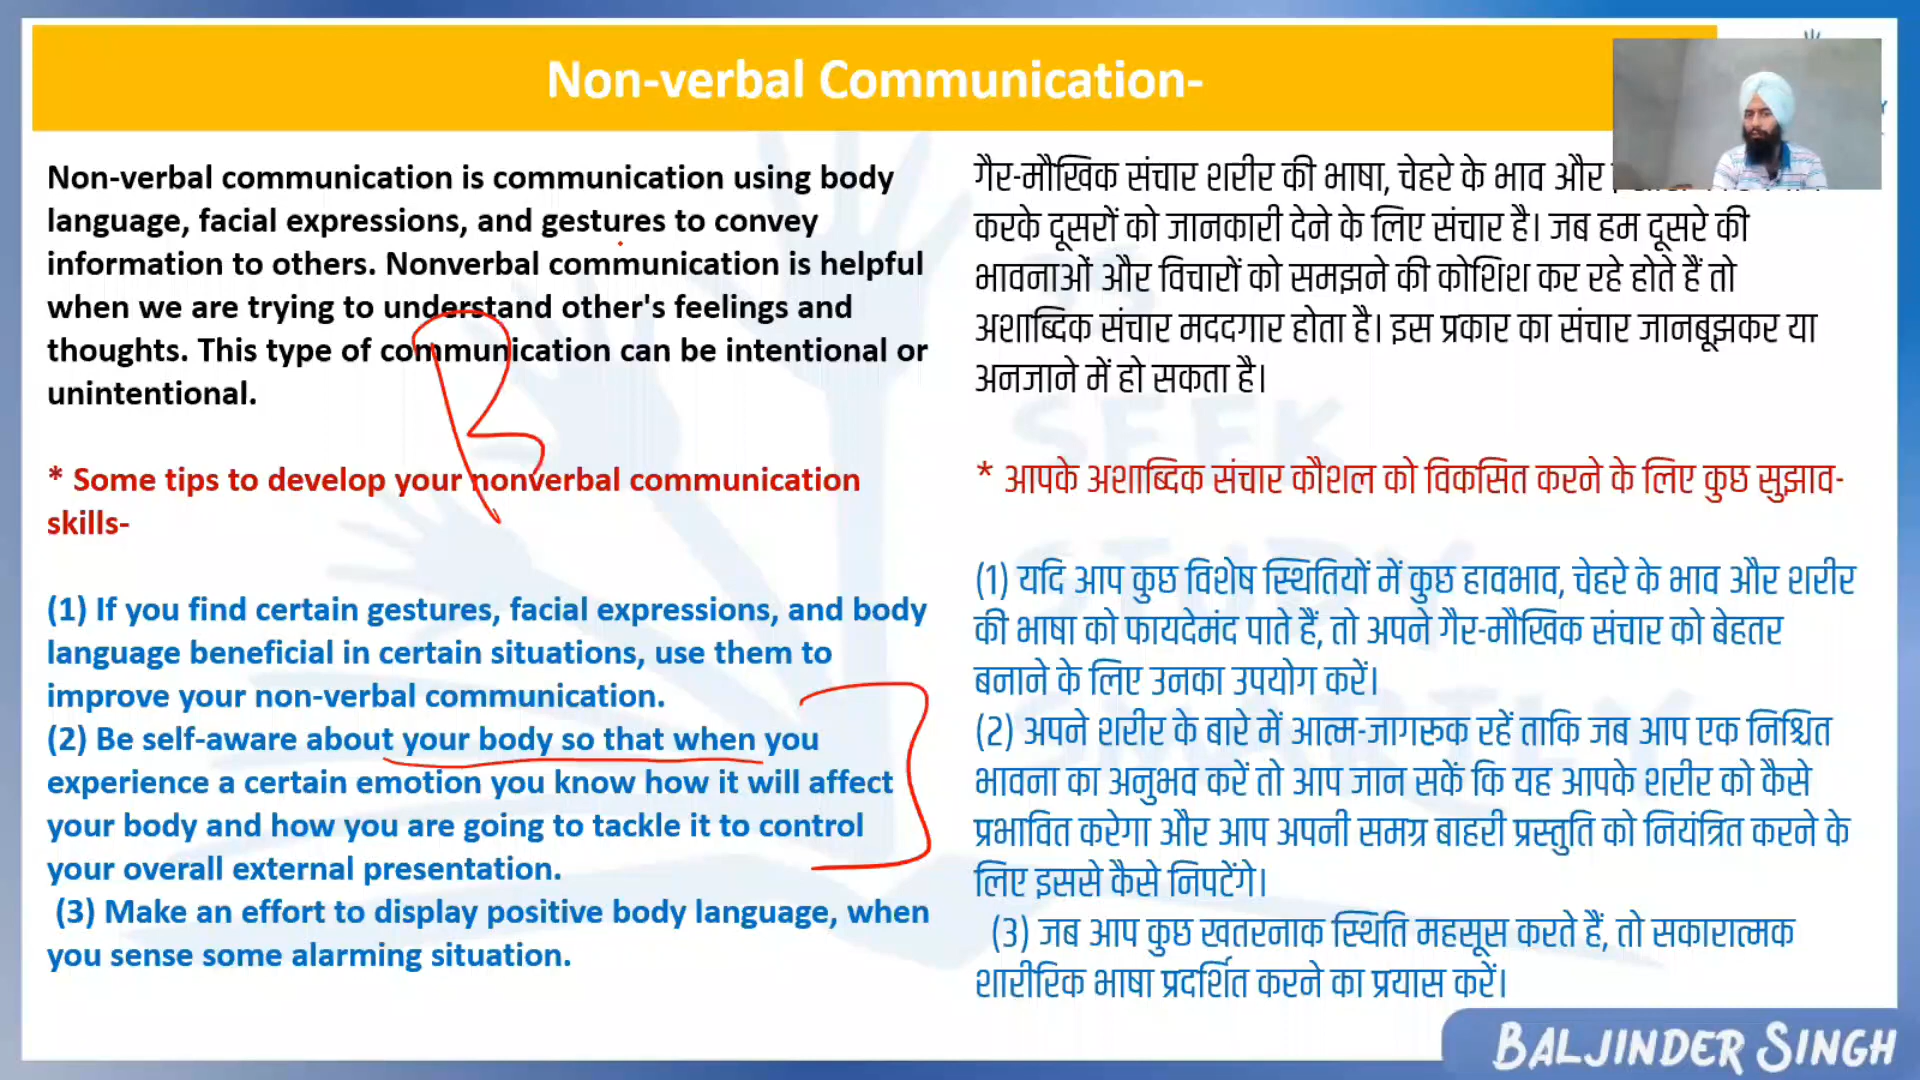 Non-verbal Communication-
Non-verbal communication is communication using body
language, facial expressions, and gestures to convey
information to others. Nonverbal communication is helpful
when we are trying to understand other's feelings and
thoughts. This type of communication can be intentional or
unintentional.
* Some tips to develop your nonverbal communication
skills-
(1) If you find certain gestures, facial expressions, and body
language beneficial in certain situations, use them to
improve your non-verbal communication.
(2) Be self-aware about your body so that when you
experience a certain emotion you know how it will affect
your body and how you are going to tackle it to control
your overall external presentation.
(3) Make an effort to display positive body language, when
you sense some alarming situation.
गैर-मौखिक संचार शरीर की भाषा, चेहरे के भाव और
करके दूसरों को जानकारी देने के लिए संचार है। जब हम दूसरे की
भावनाओं और विचारों को समझने की कोशिश कर रहे होते हैं तो
अशाब्दिक संचार मददगार होता है। इस प्रकार का संचार जानबूझकर या
अनजाने में हो सकता है।
* आपके अशाब्दिक संचार कौशल को विकसित करने के लिए कुछ सुझाव-
(1) यदि आप कुछ विशेष स्थितियों में कुछ हावभाव, चेहरे के भाव और शरीर
की भाषा को फायदेमंद पाते हैं, तो अपने गैर-मौखिक संचार को बेहतर
बनाने के लिए उनका उपयोग करें।
(2) अपने शरीर के बारे में आत्म-जागरूक रहें ताकि जब आप एक निश्चित
भावना का अनुभव करें तो आप जान सकें कि यह आपके शरीर को कैसे
प्रभावित करेगा और आप अपनी समग्र बाहरी प्रस्तुति को नियंत्रित करने के
लिए इससे कैसे निपटेंगे।
(3) जब आप कुछ खतरनाक स्थिति महसूस करते हैं, तो सकारात्मक
शारीरिक भाषा प्रदर्शित करने का प्रयास करें।
SEEK
STUDY
SMARTLY
BALJINDER SINGH